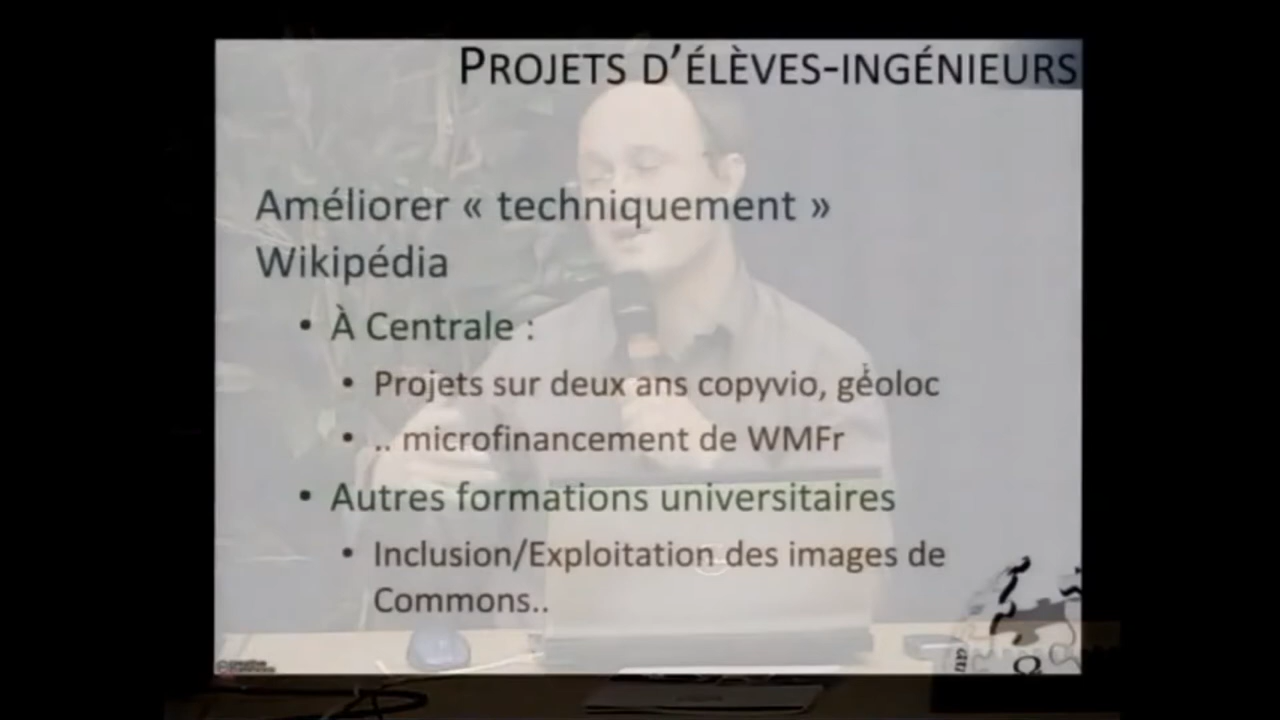 PROJETS D'ÉLÈVES-INGÉNIEURS
Améliorer « techniquement »
Wikipédia
• À Centrale :
• Projets sur deux ans copyvio, géoloc
• .. microfinancement de WMFr
• Autres formations universitaires
• Inclusion/Exploitation des images de
Commons..